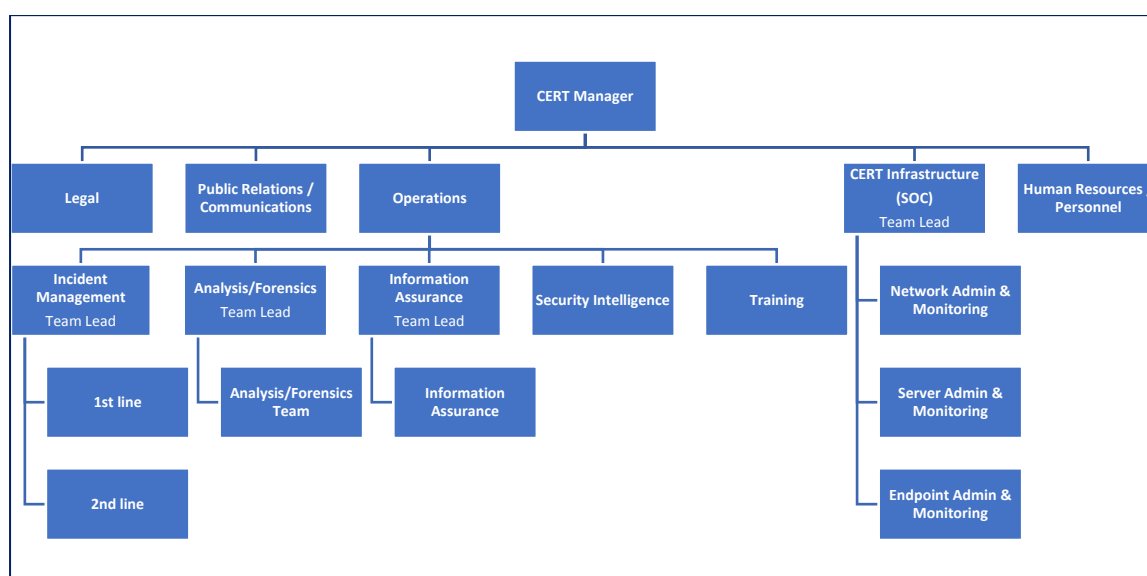 CERT Manager
Legal
Public Relations /
Communications
Operations
CERT Infrastructure
(SOC)
Team Lead
Human Resources /
Personnel
Incident
Management
Team Lead
Analysis/Forensics
Team Lead
Information
Assurance
Team Lead
Security Intelligence
Training
Network Admin &
Monitoring
1st line
Analysis/Forensics
Team
Information
Assurance
Server Admin &
Monitoring
2nd line
Endpoint Admin &
Monitoring